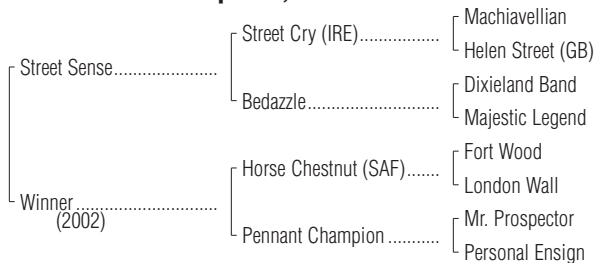 Machiavellian
Street Cry (IRE).................
Helen Street (GB)
Street Sense.....................
Dixieland Band
Bedazzle...........................
Majestic Legend
Fort Wood
Horse Chestnut (SAF).......
London Wall
Winner.............................
(2002)
Mr. Prospector
Pennant Champion...........
Personal Ensign